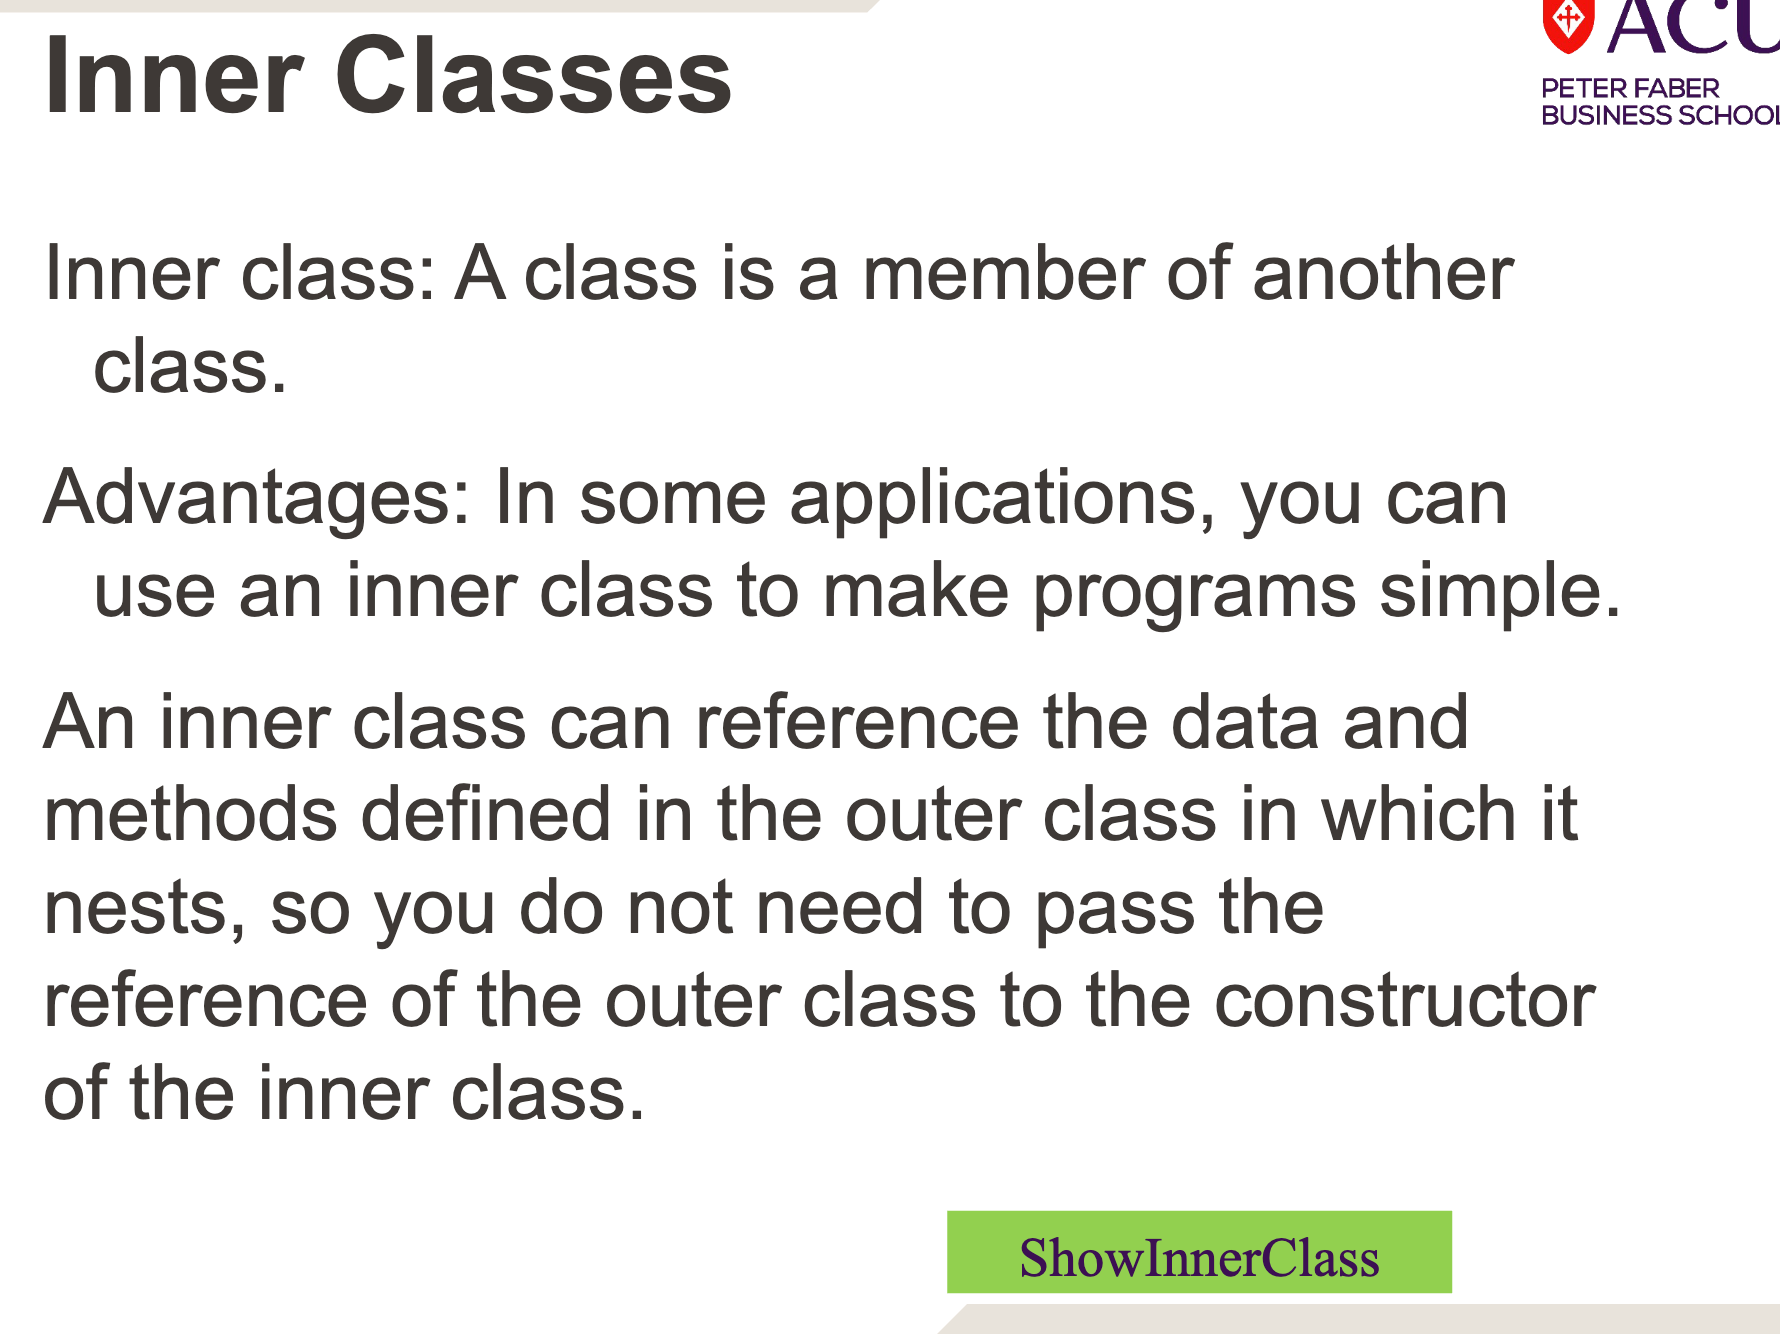 Inner Classes
ACU
PETER FABER
BUSINESS SCHOOL
Inner class: A class is a member of another
class.
Advantages: In some applications, you can
use an inner class to make programs simple.
An inner class can reference the data and
methods defined in the outer class in which it
nests, so you do not need to pass the
reference of the outer class to the constructor
of the inner class.
ShowInnerClass